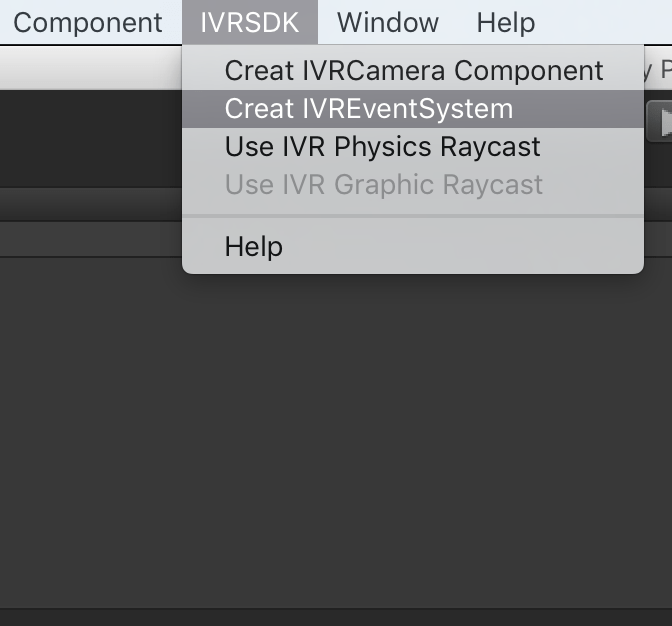 Component IVRSDK Window Help
Creat IVRCamera Component
Creat IVREventSystem
Use IVR Physics Raycast
Use IVR Graphic Raycast
Help